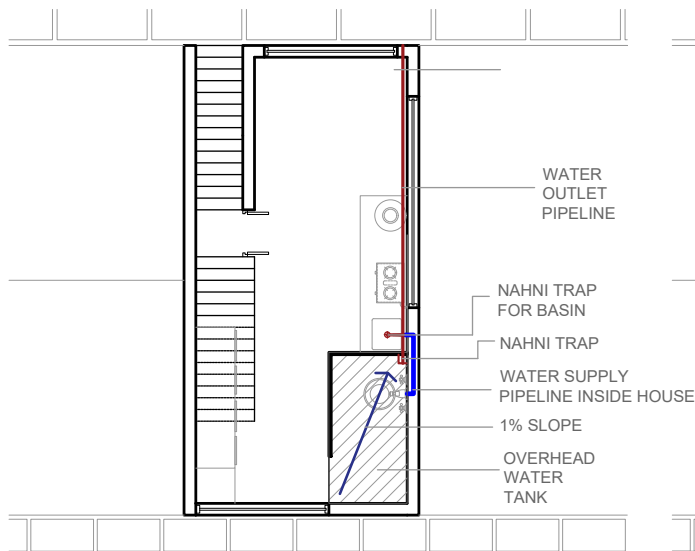 WATER
OUTLET
PIPELINE
NAHNI TRAP
FOR BASIN
NAHNI TRAP
WATER SUPPLY
PIPELINE INSIDE HOUSE
1% SLOPE
OVERHEAD
WATER
TANK